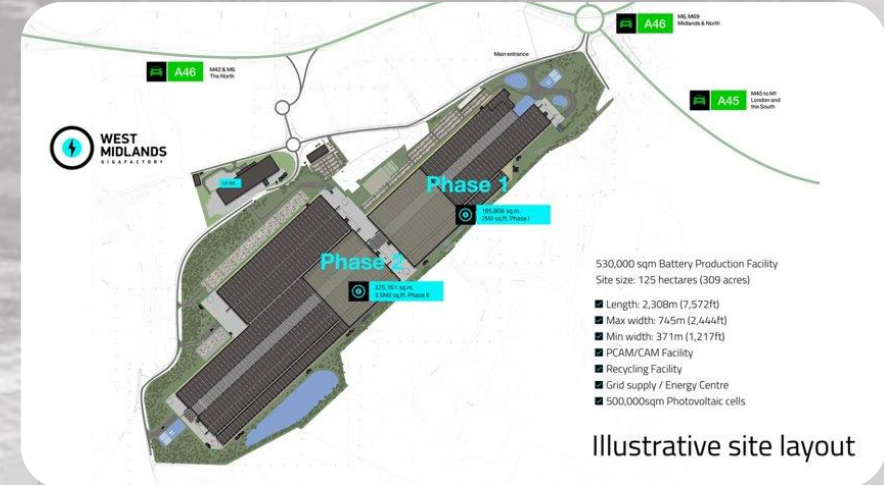 A46
M6, M69
Midlands & North
Main entrance
A46
M42 & M6
The North
A45
M45 to M1
London and
the South
WEST
MIDLANDS
GIGAFACTORY
UK BIC
Phase 1
185,806 sq.m.
2Mil sq.ft. Phase I
Phase 2
325,161 sq.m.
3.5Mil sq.ft. Phase II
530,000 sqm Battery Production Facility
Site size: 125 hectares (309 acres)
Length: 2,308m (7,572ft)
Max width: 745m (2,444ft)
Min width: 371m (1,217ft)
PCAM/CAM Facility
Recycling Facility
Grid supply / Energy Centre
500,000sqm Photovoltaic cells
Illustrative site layout